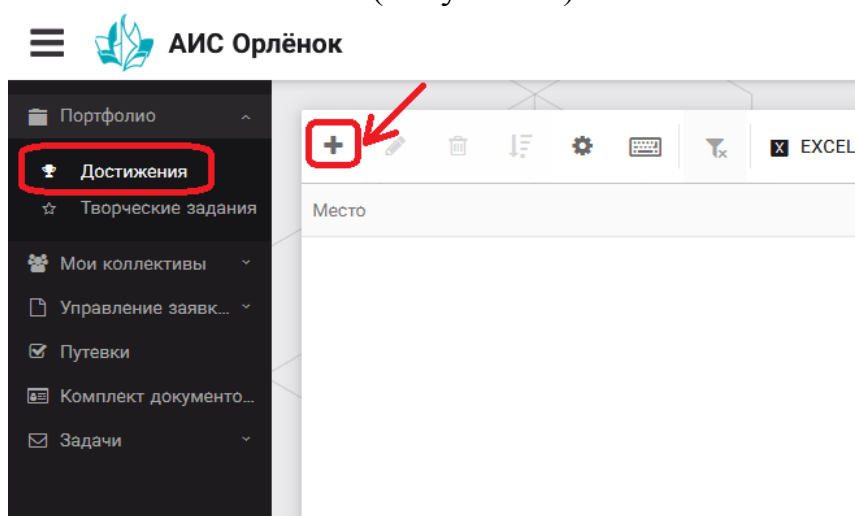 АИС Орлёнок
Портфолио
Достижения
Творческие задания
Мои коллективы
Управление заявк...
Путевки
Комплект документо...
Задачи
X EXCEL
Место